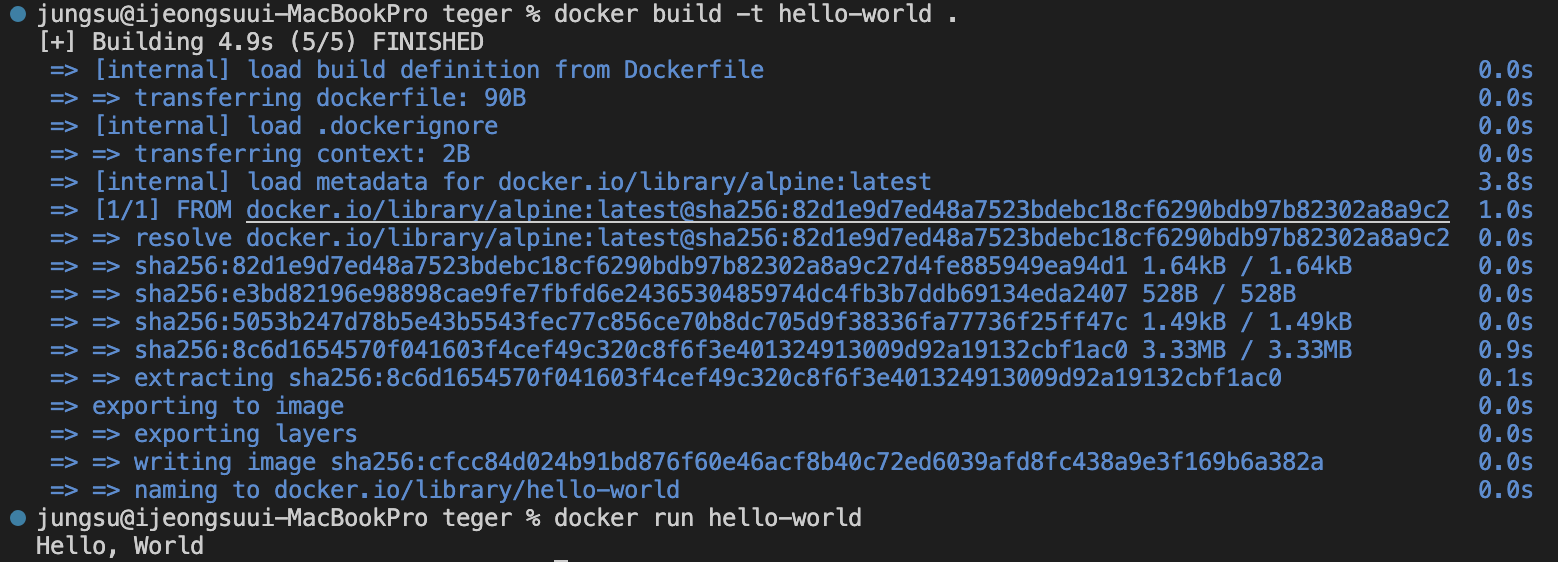 jungsu@ijeongsuui-MacBookPro teger % docker build -t hello-world .
[+] Building 4.9s (5/5) FINISHED
=> [internal] load build definition from Dockerfile 0.0s
=> => transferring dockerfile: 90B 0.0s
=> [internal] load .dockerignore 0.0s
=> => transferring context: 2B 0.0s
=> [internal] load metadata for docker.io/library/alpine:latest 3.8s
=> [1/1] FROM docker.io/library/alpine:latest@sha256:82d1e9d7ed48a7523bdebc18cf6290bdb97b82302a8a9c2 1.0s
=> => resolve docker.io/library/alpine:latest@sha256:82d1e9d7ed48a7523bdebc18cf6290bdb97b82302a8a9c2 0.0s
=> => sha256:82d1e9d7ed48a7523bdebc18cf6290bdb97b82302a8a9c27d4fe885949ea94d1 1.64kB / 1.64kB 0.0s
=> => sha256:e3bd82196e98898cae9fe7fbfd6e2436530485974dc4fb3b7ddb69134eda2407 528B / 528B 0.0s
=> => sha256:5053b247d78b5e43b5543fec77c856ce70b8dc705d9f38336fa77736f25ff47c 1.49kB / 1.49kB 0.0s
=> => sha256:8c6d1654570f041603f4cef49c320c8f6f3e401324913009d92a19132cbf1ac0 3.33MB / 3.33MB 0.9s
=> => extracting sha256:8c6d1654570f041603f4cef49c320c8f6f3e401324913009d92a19132cbf1ac0 0.1s
=> exporting to image 0.0s
=> => exporting layers 0.0s
=> => writing image sha256:cfcc84d024b91bd876f60e46acf8b40c72ed6039afd8fc438a9e3f169b6a382a 0.0s
=> => naming to docker.io/library/hello-world 0.0s
jungsu@ijeongsuui-MacBookPro teger % docker run hello-world
Hello, World